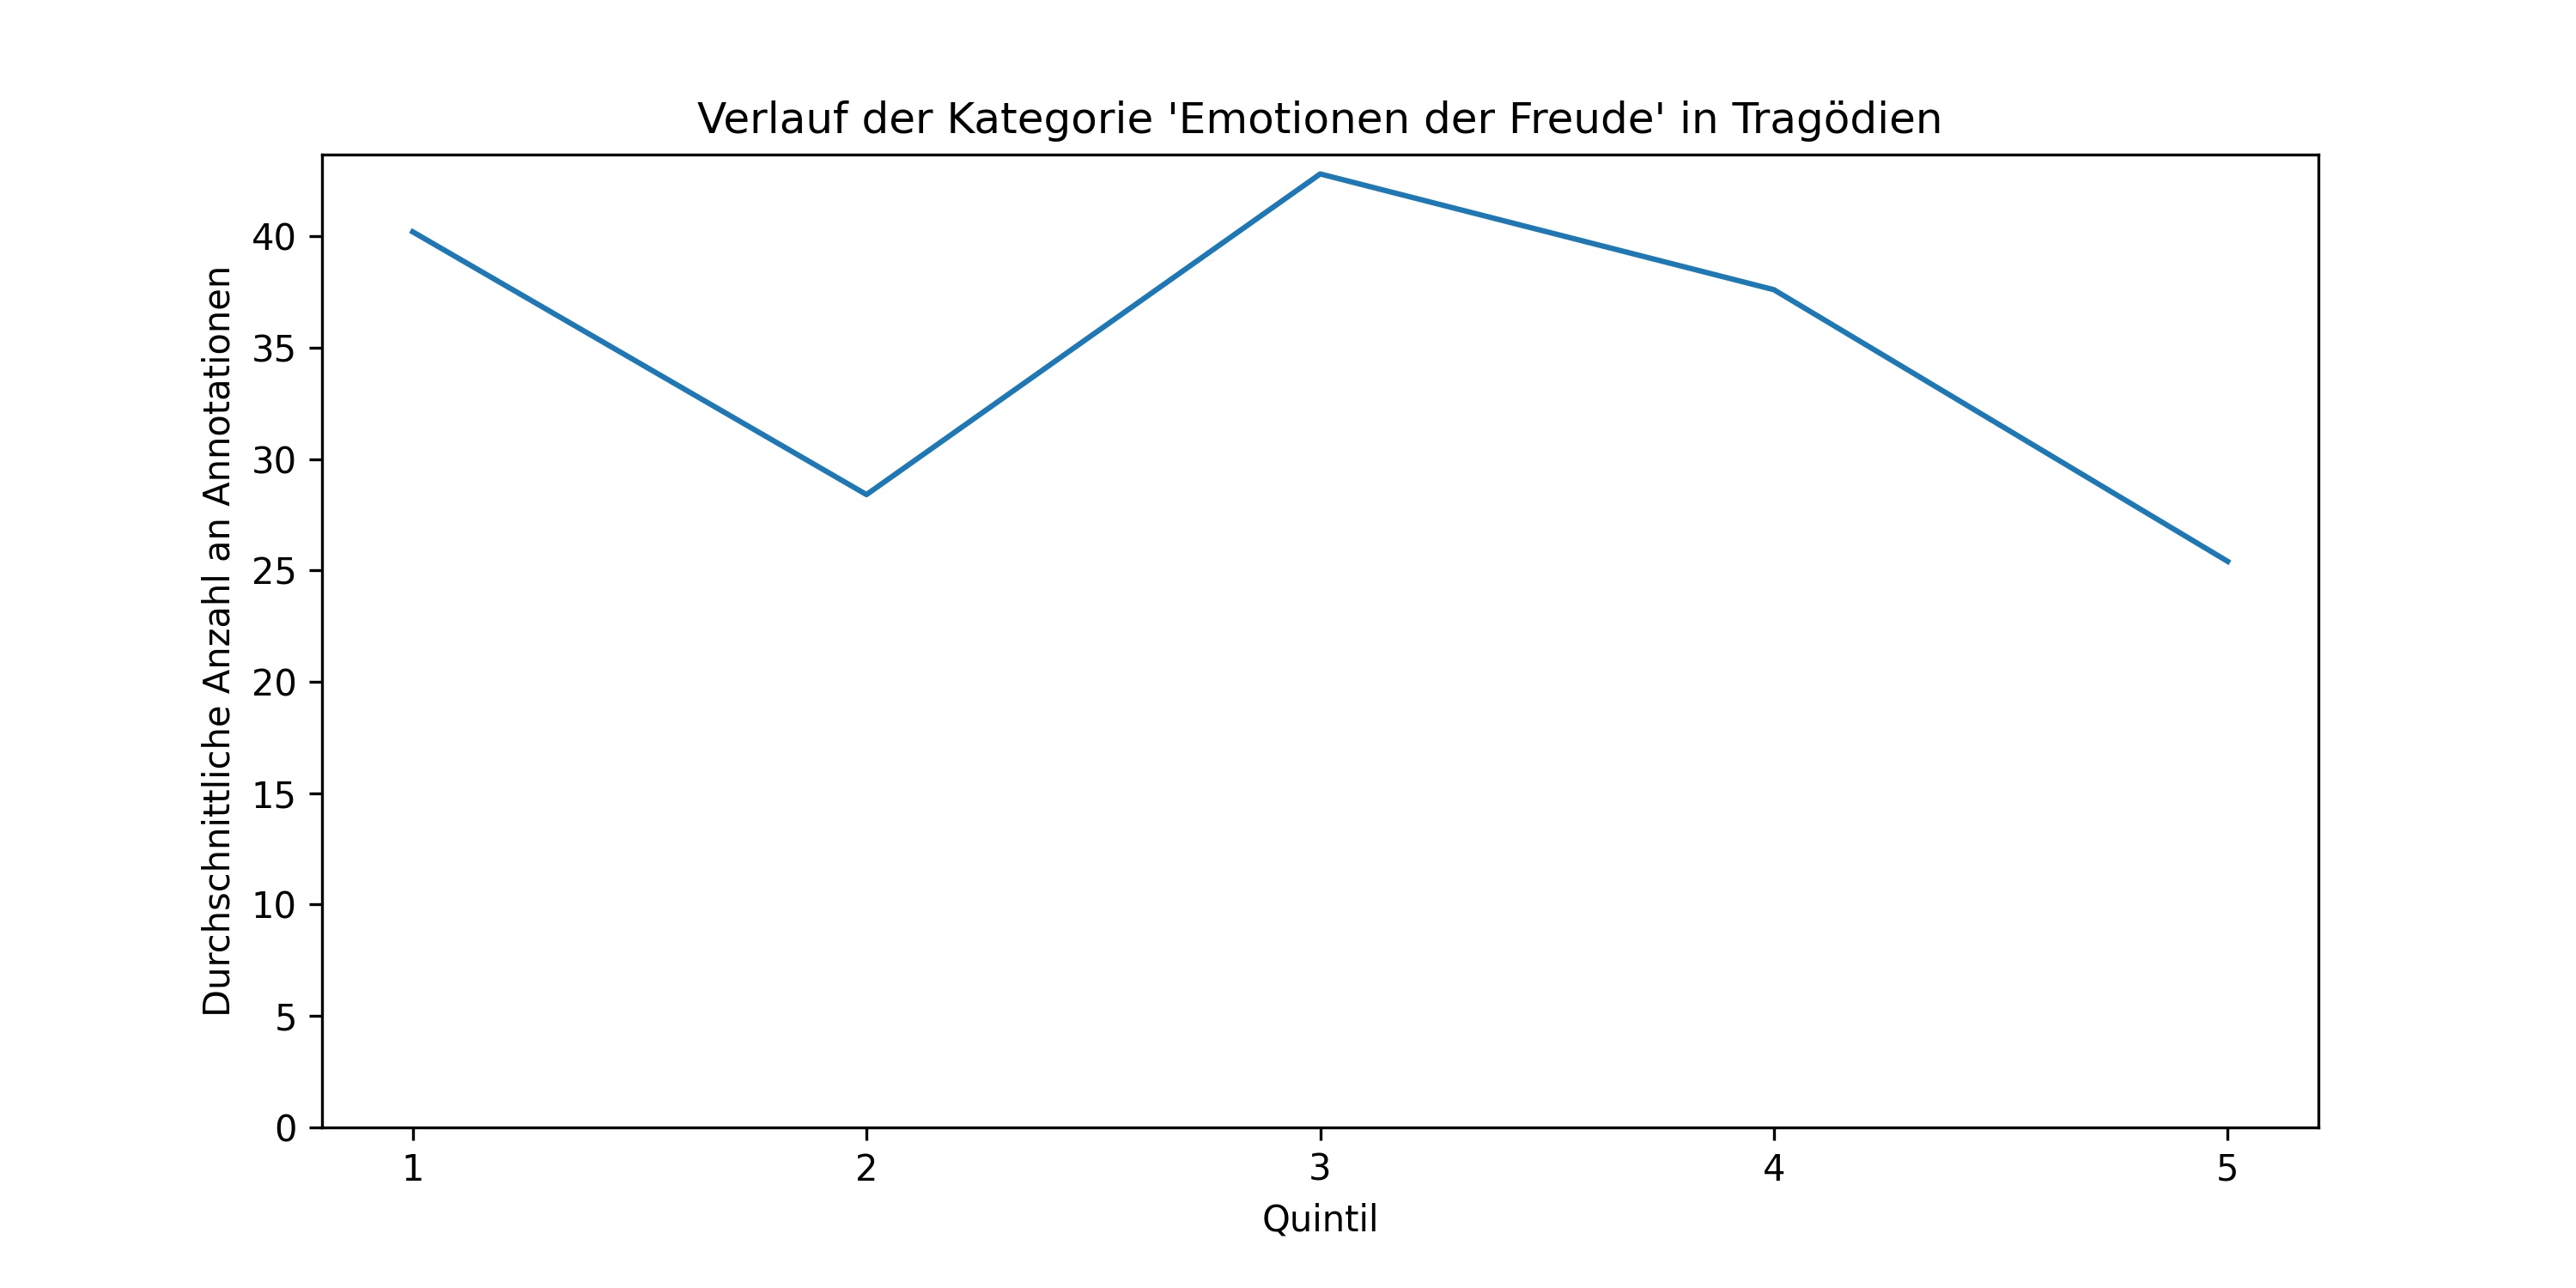 Verlauf der Kategorie 'Emotionen der Freude' in Tragödien
Durchschnittliche Anzahl an Annotationen
40
35
30
25
20
15
10
5
0
1 2 3 4 5
Quintil